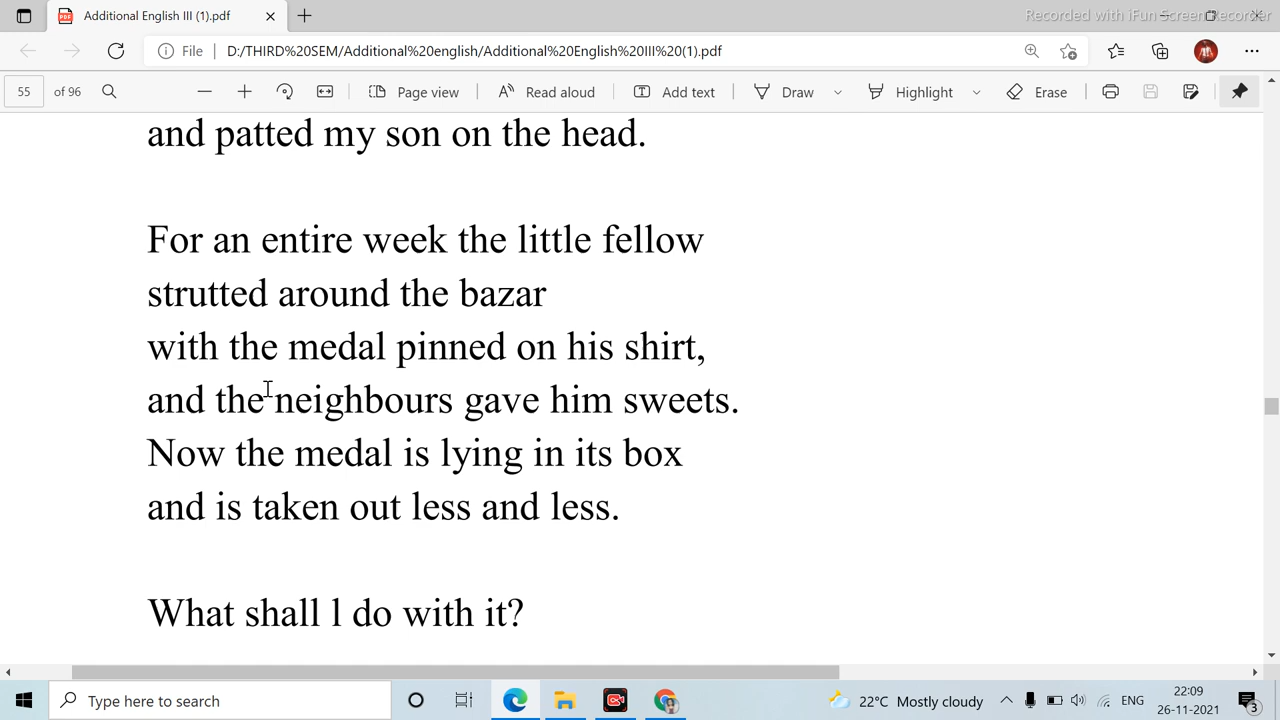 Additional English III (1).pdf
Recorded with iFun Screen Recorder
File D:/THIRD%20SEM/Additional%20english/Additional%20English%20III%20(1).pdf
55 of 96 Page view Read aloud Add text Draw Highlight Erase
and patted my son on the head.
For an entire week the little fellow
strutted around the bazar
with the medal pinned on his shirt,
and the neighbours gave him sweets.
Now the medal is lying in its box
and is taken out less and less.
What shall l do with it?
Type here to search 22°C Mostly cloudy ENG 22:09
26-11-2021 3